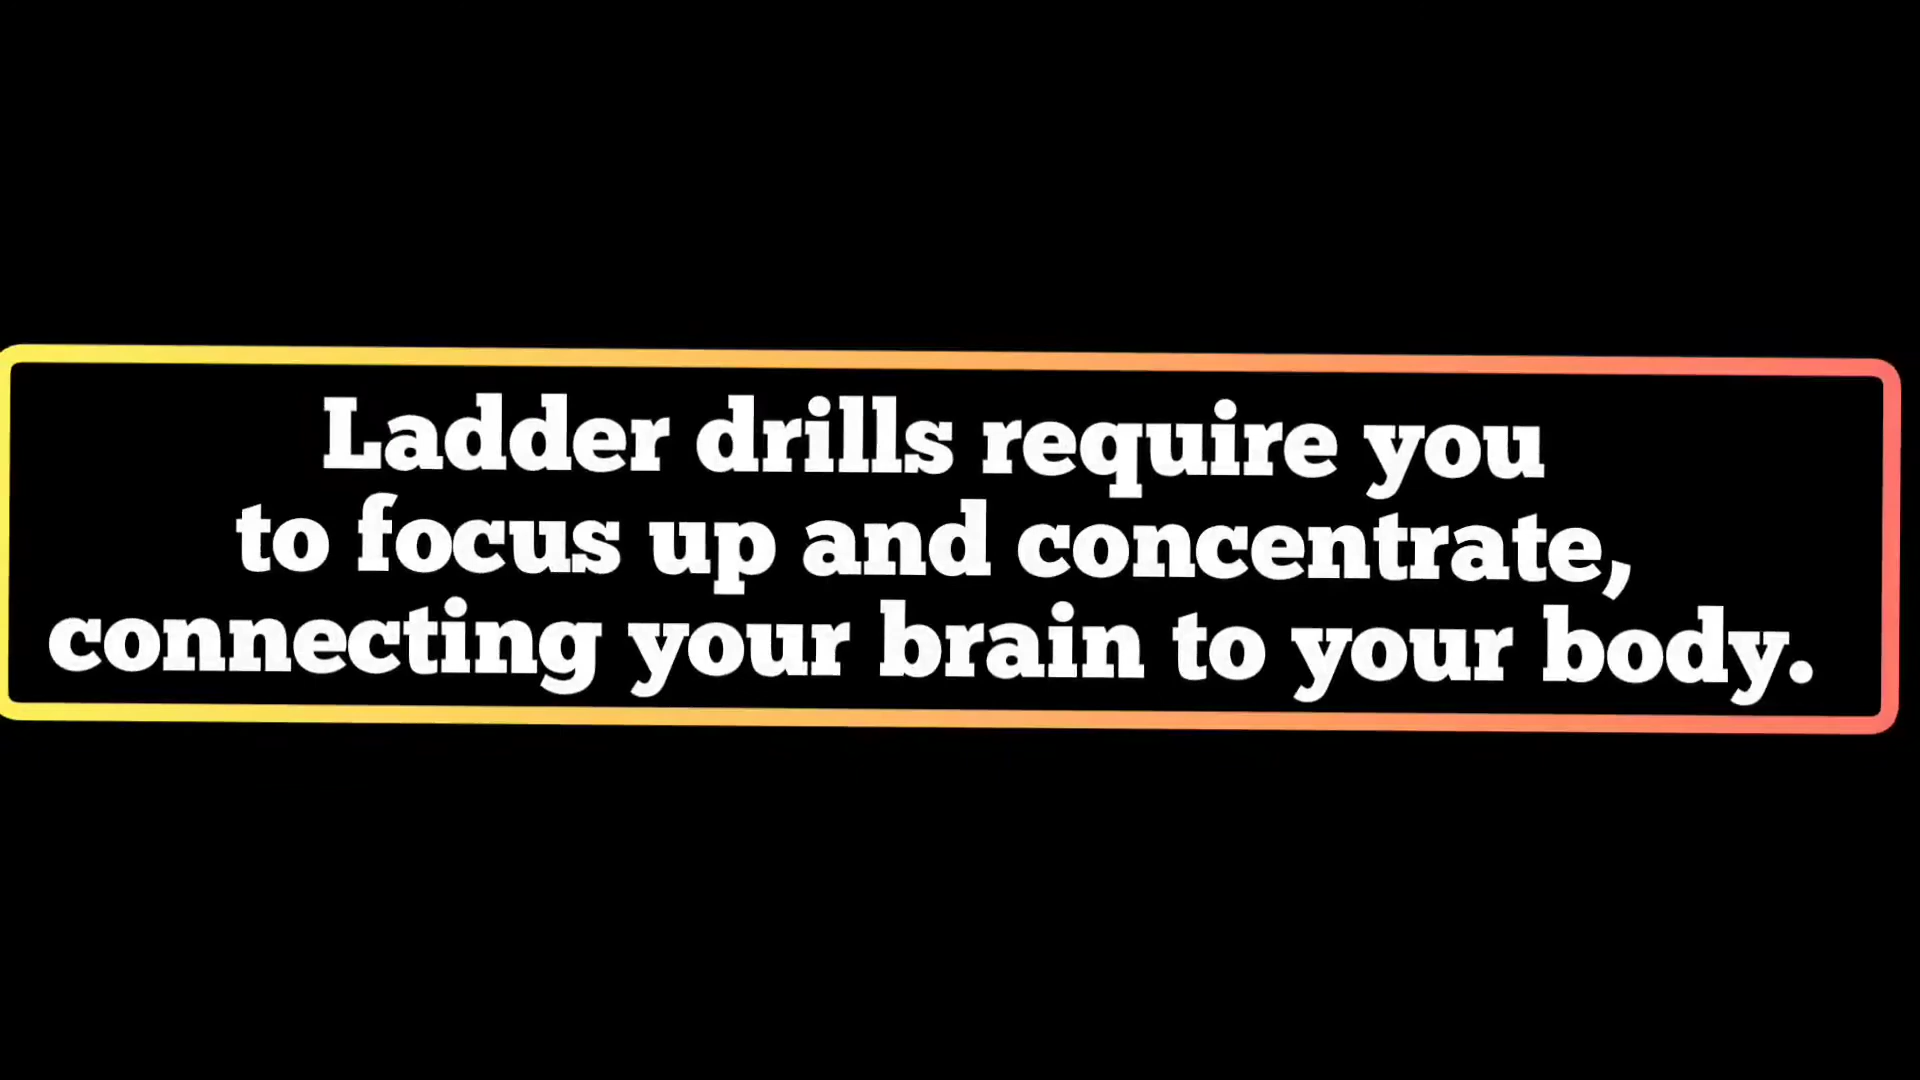 Ladder drills require you
to focus up and concentrate,
connecting your brain to your body.